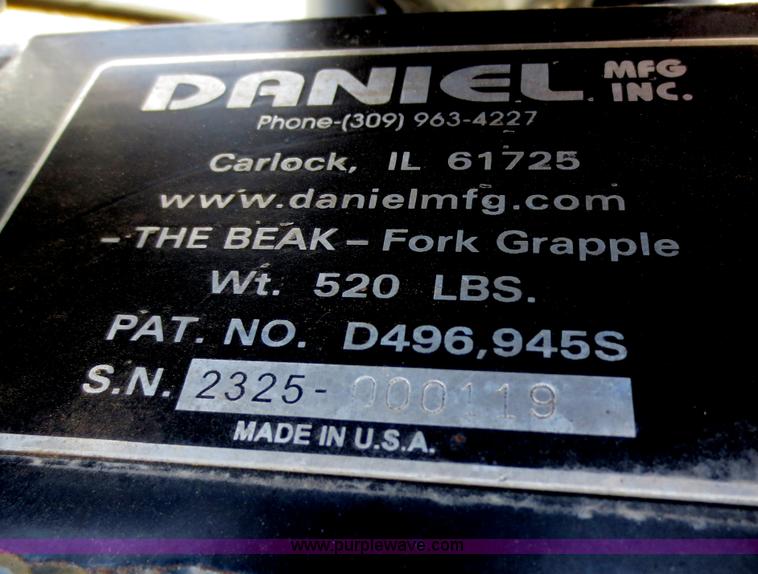 DANIEL MFG INC.
Phone-(309) 963-4227
Carlock, IL 61725
www.danielmfg.com
-THE BEAK- Fork Grapple
Wt. 520 LBS.
PAT. NO. D496,945S
S.N. 2325-000119
MADE IN U.S.A.
www.purplewave.com